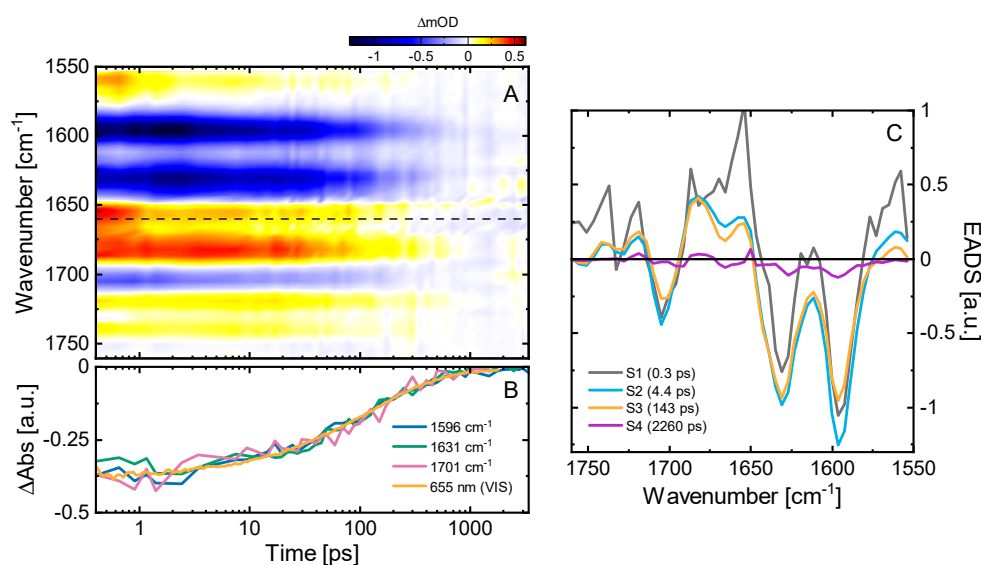 ΔmOD
-1 -0.5 0 0.5
A
Wavenumber [cm⁻¹]
1550
1600
1650
1700
1750
B
ΔAbs [a.u.]
0
-0.25
-0.5
1596 cm⁻¹
1631 cm⁻¹
1701 cm⁻¹
655 nm (VIS)
1 10 100 1000
Time [ps]
C
1
0.5
0
-0.5
-1
EADS [a.u.]
S1 (0.3 ps)
S2 (4.4 ps)
S3 (143 ps)
S4 (2260 ps)
1750 1700 1650 1600 1550
Wavenumber [cm⁻¹]